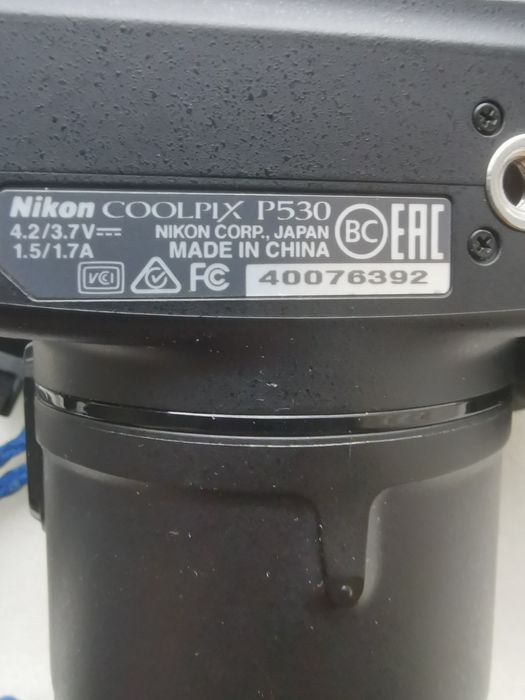 Nikon COOLPIX P530
4.2/3.7V⎓ NIKON CORP., JAPAN
1.5/1.7A MADE IN CHINA
BC EAC
VCI FC 40076392